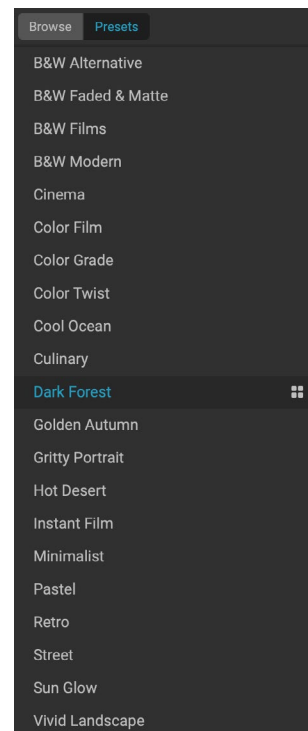 Browse Presets
B&W Alternative
B&W Faded & Matte
B&W Films
B&W Modern
Cinema
Color Film
Color Grade
Color Twist
Cool Ocean
Culinary
Dark Forest
Golden Autumn
Gritty Portrait
Hot Desert
Instant Film
Minimalist
Pastel
Retro
Street
Sun Glow
Vivid Landscape